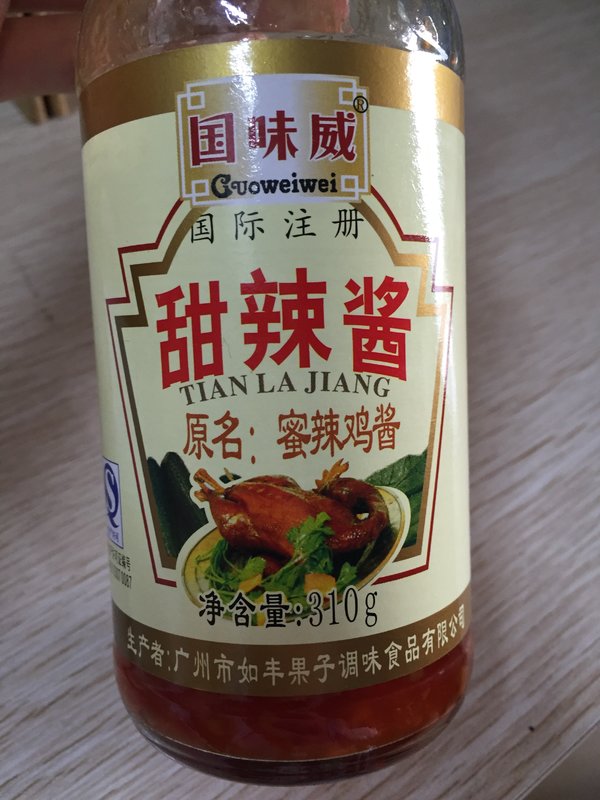 国味威®
Guoweiwei
国际注册
甜辣酱
TIAN LA JIANG
原名:蜜辣鸡酱
净含量:310g
生产者:广州市如丰果子调味食品有限公司